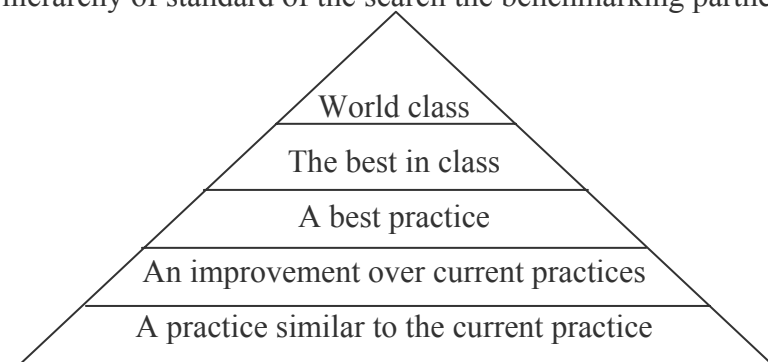 hierarchy of standard of the search the benchmarking partne
World class
The best in class
A best practice
An improvement over current practices
A practice similar to the current practice